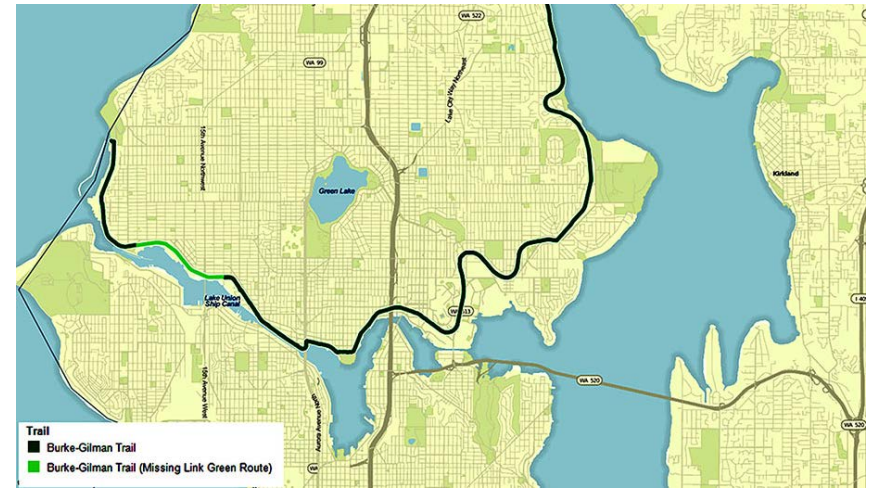 WA 522
WA 99
Lake City Way Northeast
15th Avenue Northwest
Green Lake
Kirkland
Lake Union
Ship Canal
WA 513
I 405
WA 520
15th Avenue West
Aurora Avenue North
WA 520
WA
Trail
Burke-Gilman Trail
Burke-Gilman Trail (Missing Link Green Route)